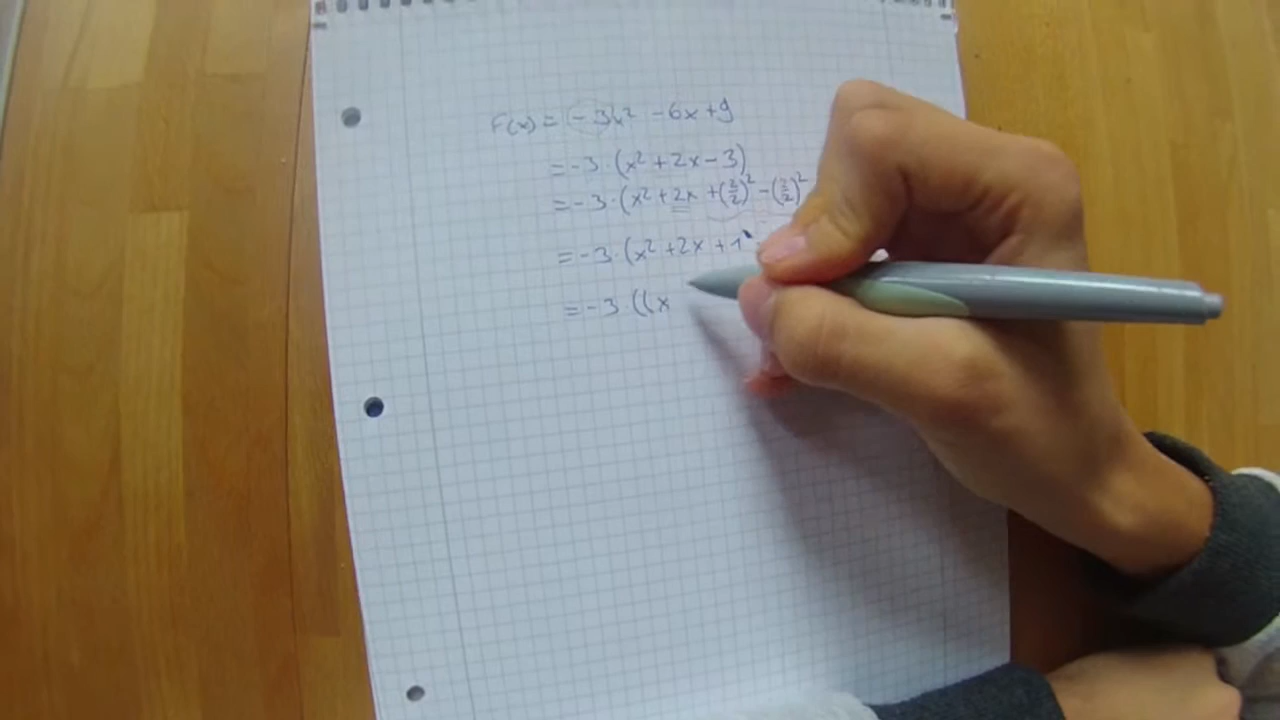 f(x) = -3x² - 6x + 9
= -3 · (x² + 2x - 3)
= -3 · (x² + 2x + (2/2)² - (2/2)²
= -3 · (x² + 2x + 1²
= -3 · ((x